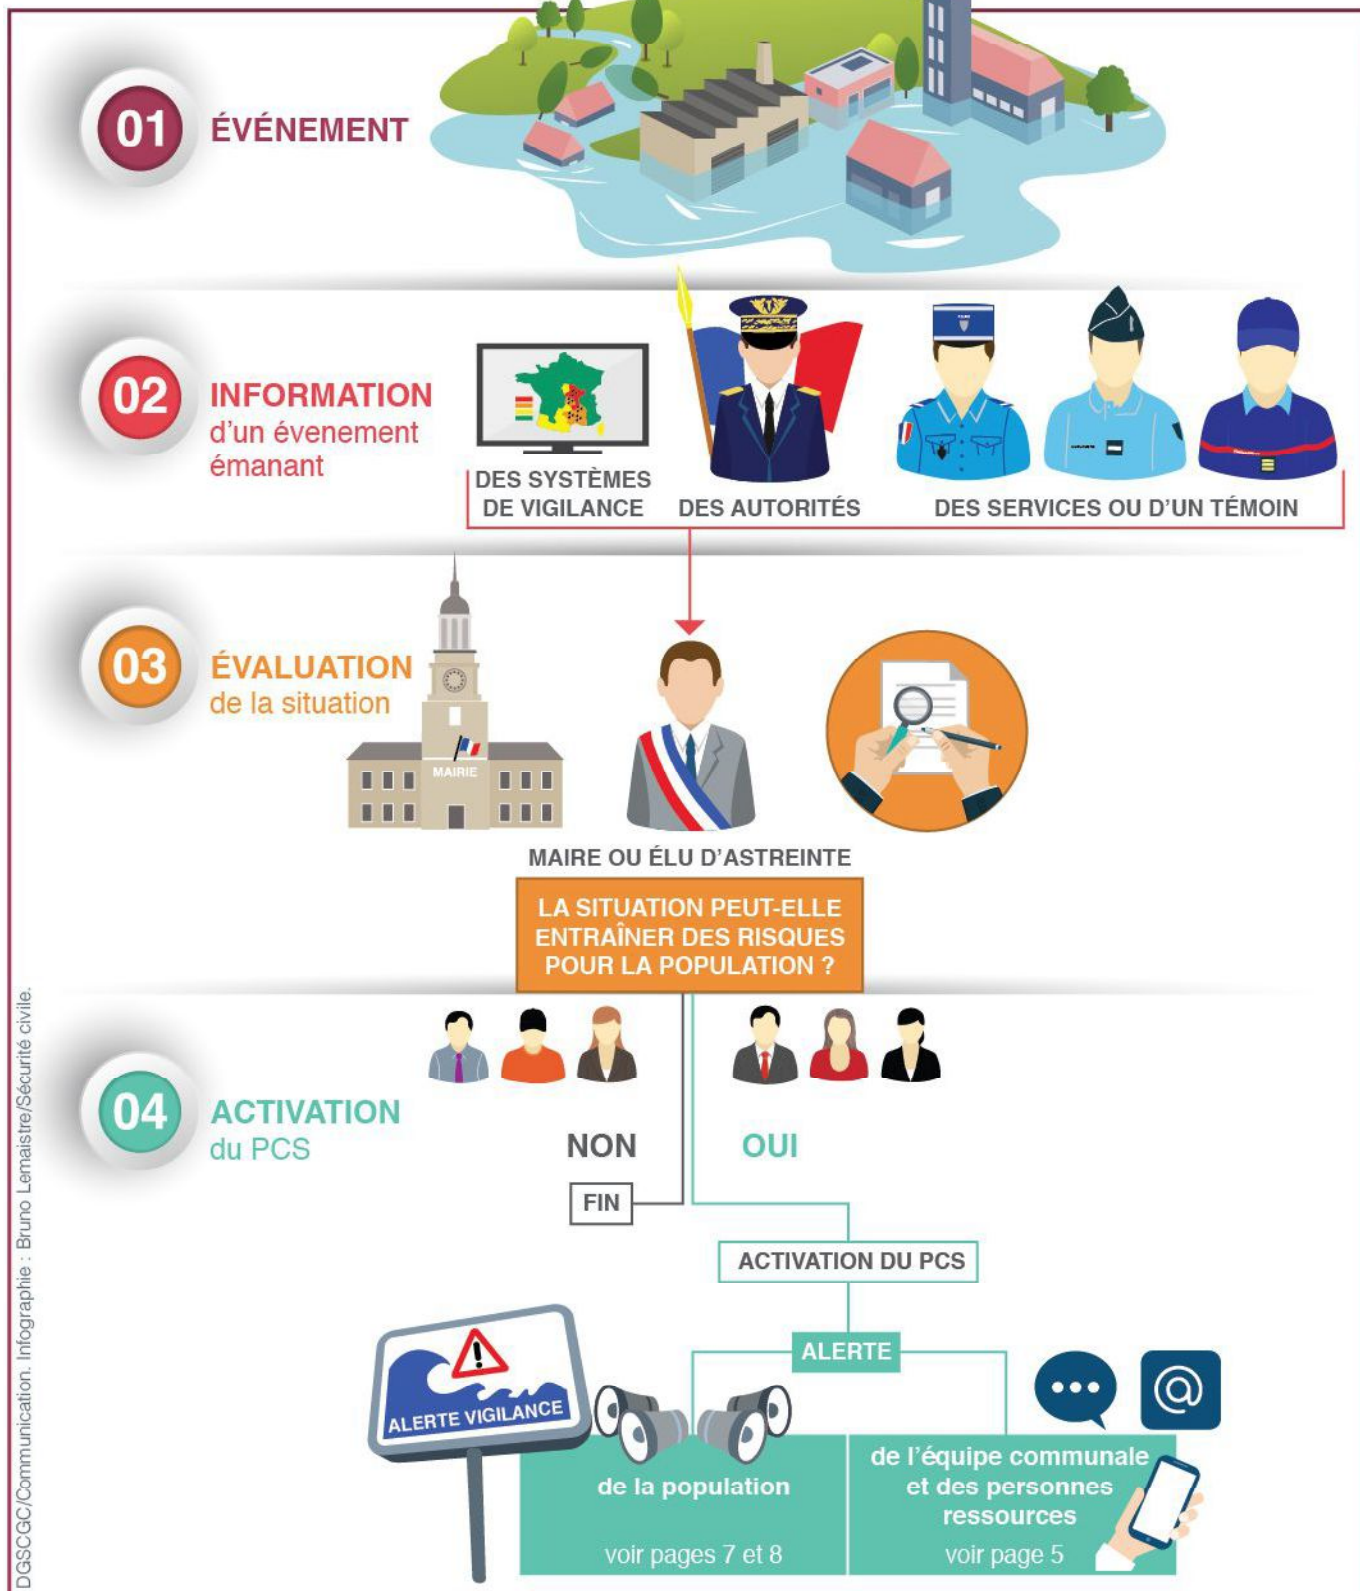 01
ÉVÉNEMENT
02
INFORMATION
d'un évenement
émanant
DES SYSTÈMES
DE VIGILANCE
DES AUTORITÉS
DES SERVICES OU D'UN TÉMOIN
03
ÉVALUATION
de la situation
MAIRIE
MAIRE OU ÉLU D'ASTREINTE
LA SITUATION PEUT-ELLE
ENTRAÎNER DES RISQUES
POUR LA POPULATION ?
04
ACTIVATION
du PCS
NON
OUI
FIN
ACTIVATION DU PCS
ALERTE
ALERTE VIGILANCE
de la population
voir pages 7 et 8
de l'équipe communale
et des personnes
ressources
voir page 5
DGSCGC/Communication. Infographie : Bruno Lemaistre/Sécurité civile.